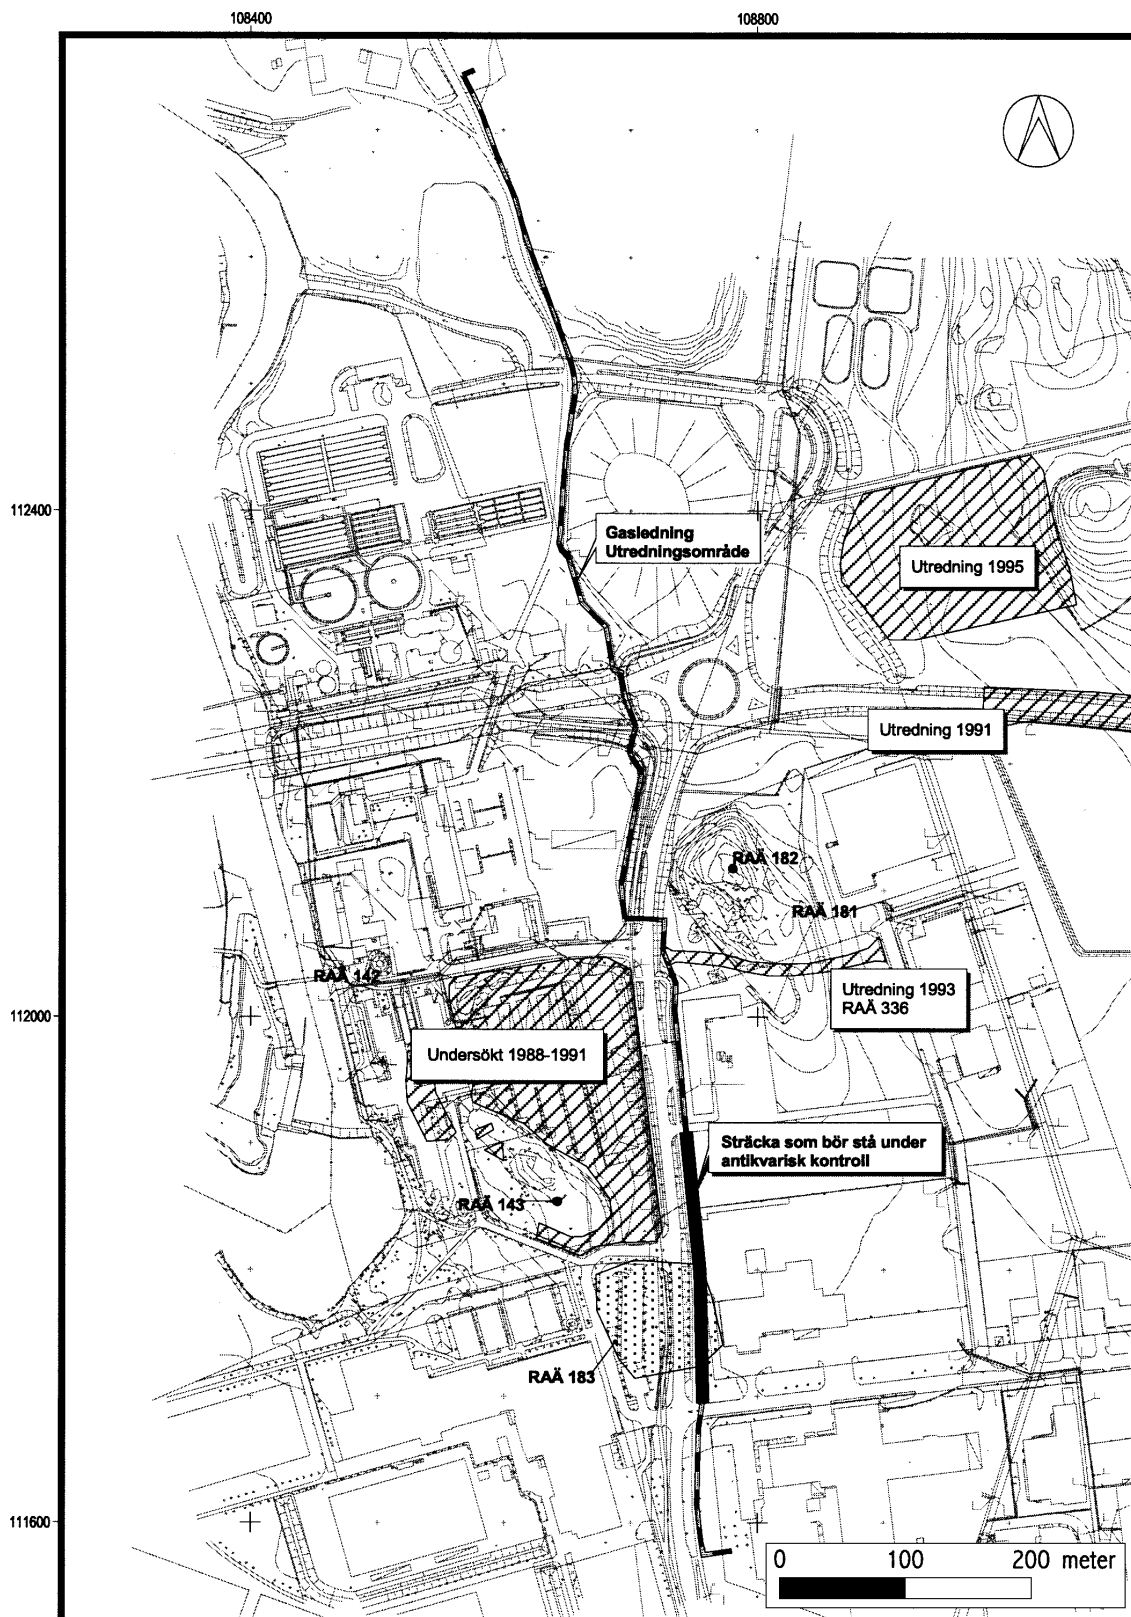 108400
108800
112400
Gasledning
Utredningsområde
Utredning 1995
Utredning 1991
RAÄ 182
RAÄ 181
RAÄ 142
Utredning 1993
RAÄ 336
112000
Undersökt 1988-1991
Sträcka som bör stå under
antikvarisk kontroll
RAÄ 143
RAÄ 183
111600
0 100 200 meter